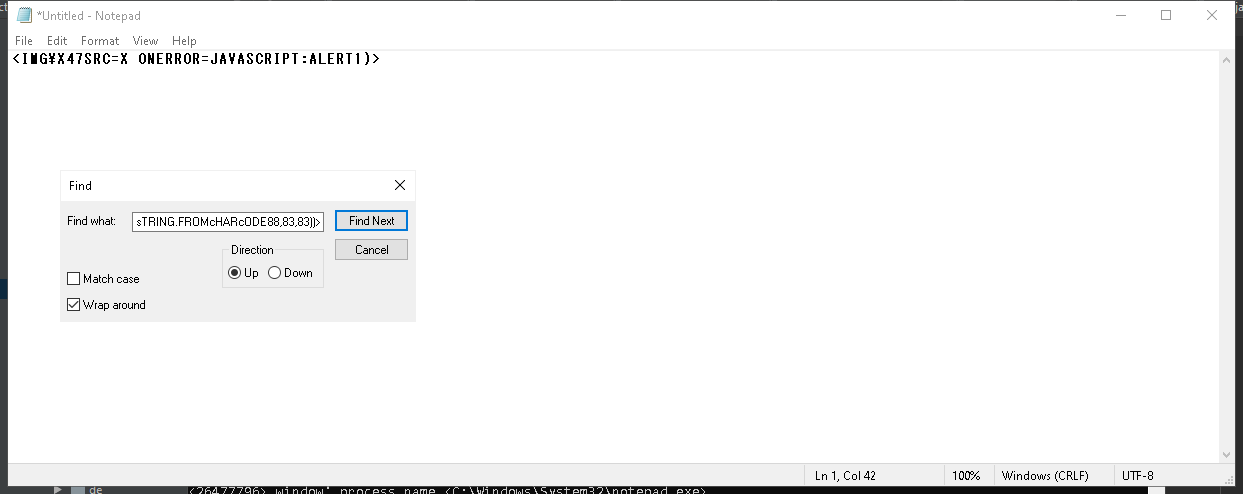 *Untitled - Notepad
File Edit Format View Help
<IMG¥X47SRC=X ONERROR=JAVASCRIPT:ALERT1)>
Find
Find what: sTRING.FROMcHARcODE88,83,83))> Find Next
Direction Cancel
Up Down
Match case
Wrap around
Ln 1, Col 42 100% Windows (CRLF) UTF-8
de <26477796> window' process name <C:\Windows\System32\notepad.exe>